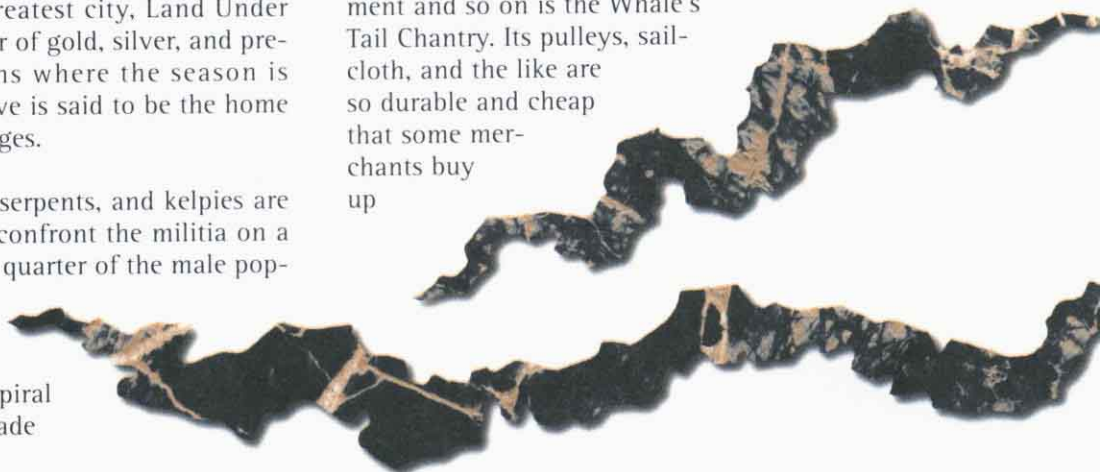 reatest city, Land Under
r of gold, silver, and pre-
ns where the season is
ve is said to be the home
ges.
serpents, and kelpies are
confront the militia on a
quarter of the male pop-
piral
ade
ment and so on is the Whale's
Tail Chantry. Its pulleys, sail-
cloth, and the like are
so durable and cheap
that some mer-
chants buy
up